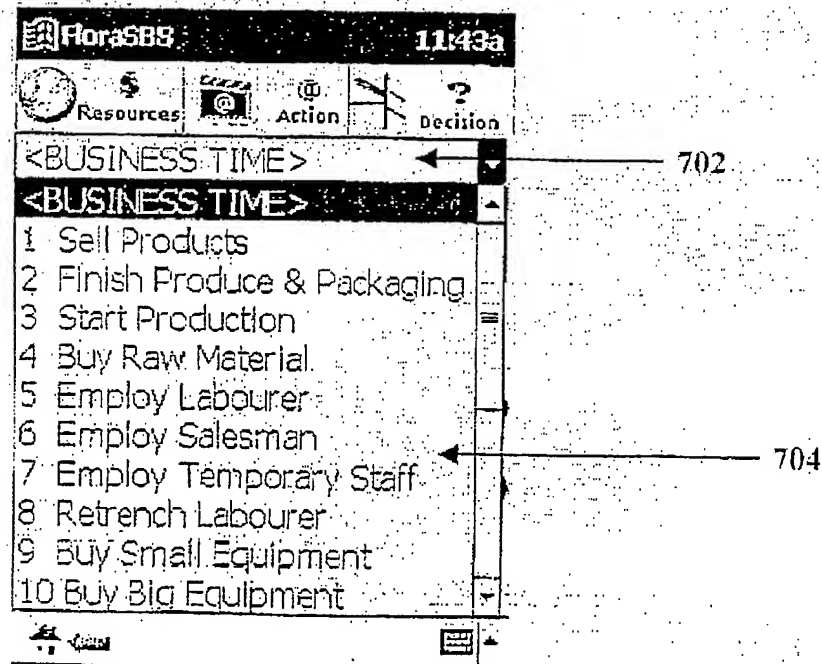 FloraSBS 11:43a
$ Resources @ @ Action ? Decision
<BUSINESS TIME> 702
<BUSINESS TIME>
1 Sell Products
2 Finish Produce & Packaging
3 Start Production
4 Buy Raw Material
5 Employ Labourer
6 Employ Salesman
7 Employ Temporary Staff 704
8 Retrench Labourer
9 Buy Small Equipment
10 Buy Big Equipment